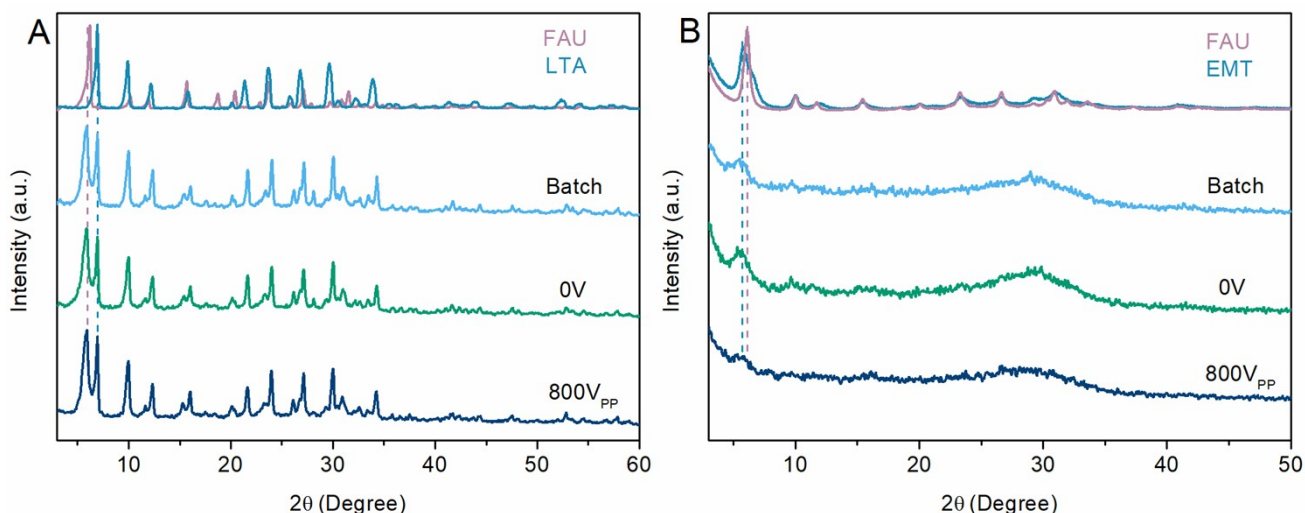 A
FAU
LTA
Batch
0V
800V_PP
Intensity (a.u.)
10 20 30 40 50 60
2θ (Degree)
B
FAU
EMT
Batch
0V
800V_PP
Intensity (a.u.)
10 20 30 40 50
2θ (Degree)